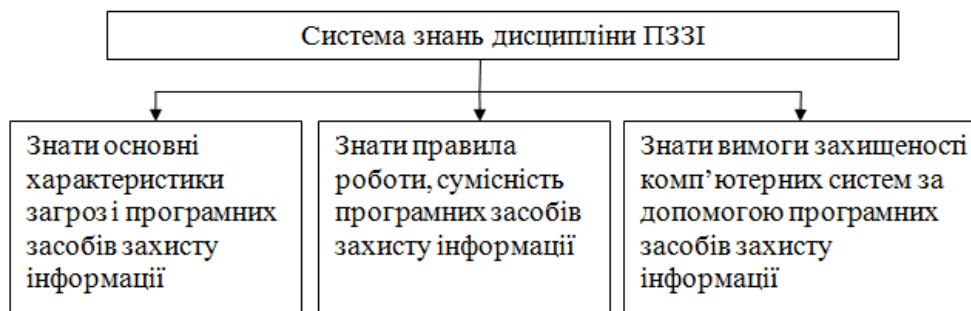 Система знань дисципліни ПЗЗІ
Знати основні
характеристики
загроз і програмних
засобів захисту
інформації
Знати правила
роботи, сумісність
програмних засобів
захисту інформації
Знати вимоги захищеності
комп’ютерних систем за
допомогою програмних
засобів захисту
інформації